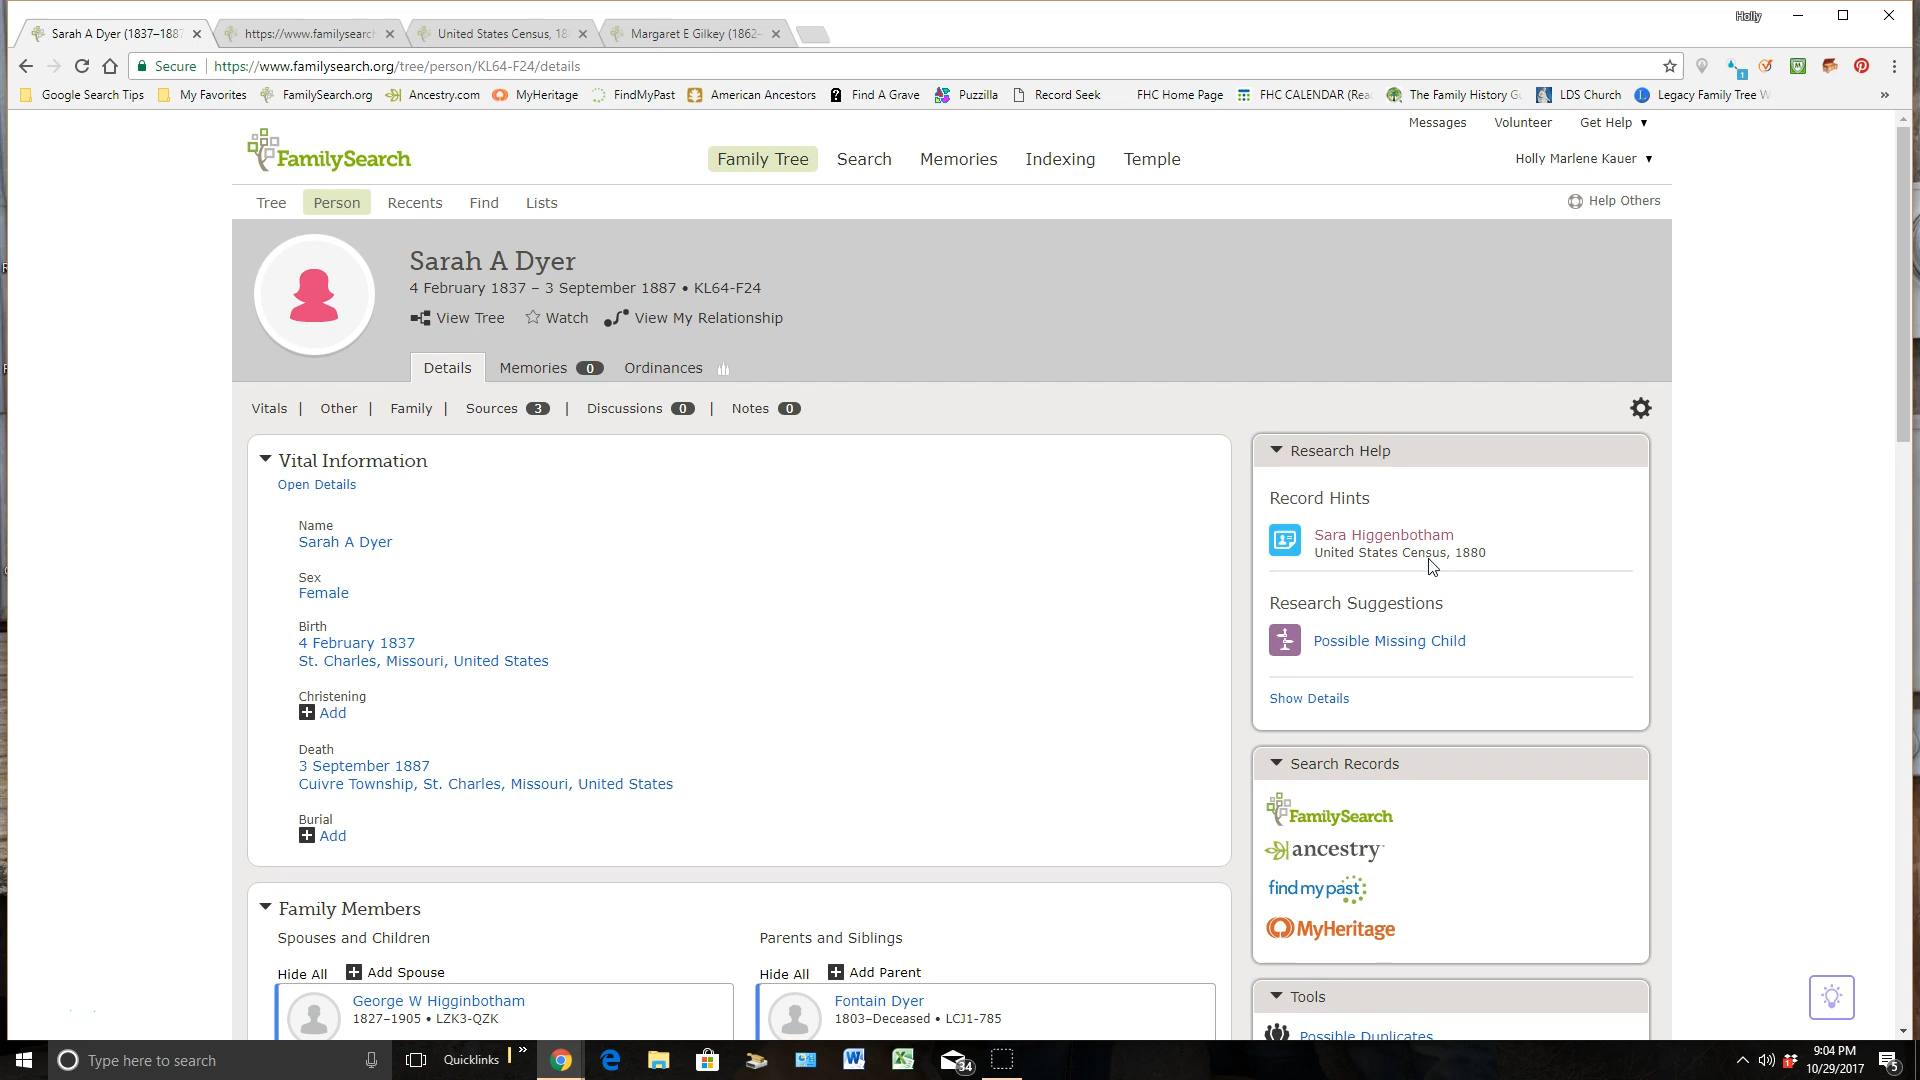 Holly
Sarah A Dyer (1837–1887
https://www.familysearch
United States Census, 18
Margaret E Gilkey (1862–
Secure
https://www.familysearch.org/tree/person/KL64-F24/details
1
Google Search Tips
My Favorites
FamilySearch.org
Ancestry.com
MyHeritage
FindMyPast
American Ancestors
Find A Grave
Puzzilla
Record Seek
FHC Home Page
FHC CALENDAR (Rea
The Family History G
LDS Church
Legacy Family Tree W
»
Messages
Volunteer
Get Help
FamilySearch
Family Tree
Search
Memories
Indexing
Temple
Holly Marlene Kauer
Tree
Person
Recents
Find
Lists
Help Others
Sarah A Dyer
4 February 1837 – 3 September 1887 • KL64-F24
View Tree
Watch
View My Relationship
Details
Memories 0
Ordinances
Vitals |
Other |
Family |
Sources 3 |
Discussions 0 |
Notes 0
Vital Information
Open Details
Name
Sarah A Dyer
Sex
Female
Birth
4 February 1837
St. Charles, Missouri, United States
Christening
Add
Death
3 September 1887
Cuivre Township, St. Charles, Missouri, United States
Burial
Add
Family Members
Spouses and Children
Hide All
Add Spouse
George W Higginbotham
1827–1905 • LZK3-QZK
Parents and Siblings
Hide All
Add Parent
Fontain Dyer
1803–Deceased • LCJ1-785
Research Help
Record Hints
Sara Higgenbotham
United States Census, 1880
Research Suggestions
Possible Missing Child
Show Details
Search Records
FamilySearch
ancestry
findmypast
MyHeritage
Tools
Possible Duplicates
Type here to search
Quicklinks
»
34
9:04 PM
10/29/2017
5